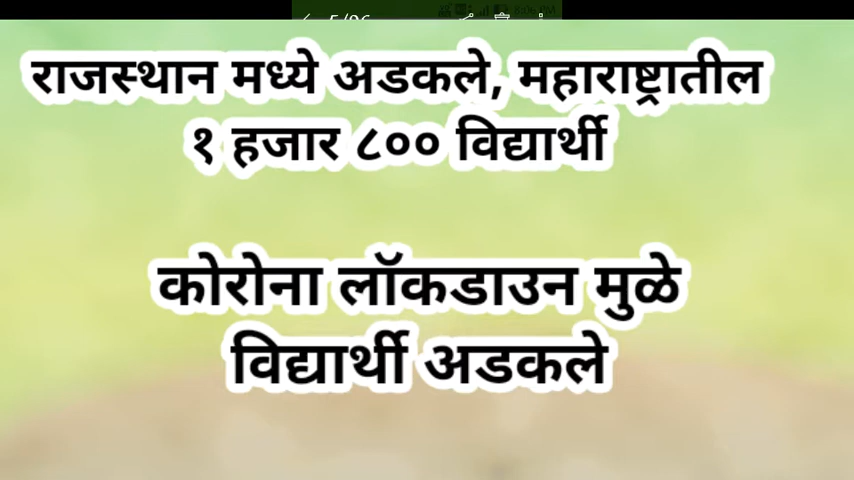 राजस्थान मध्ये अडकले, महाराष्ट्रातील
१ हजार ८०० विद्यार्थी
कोरोना लॉकडाउन मुळे
विद्यार्थी अडकले